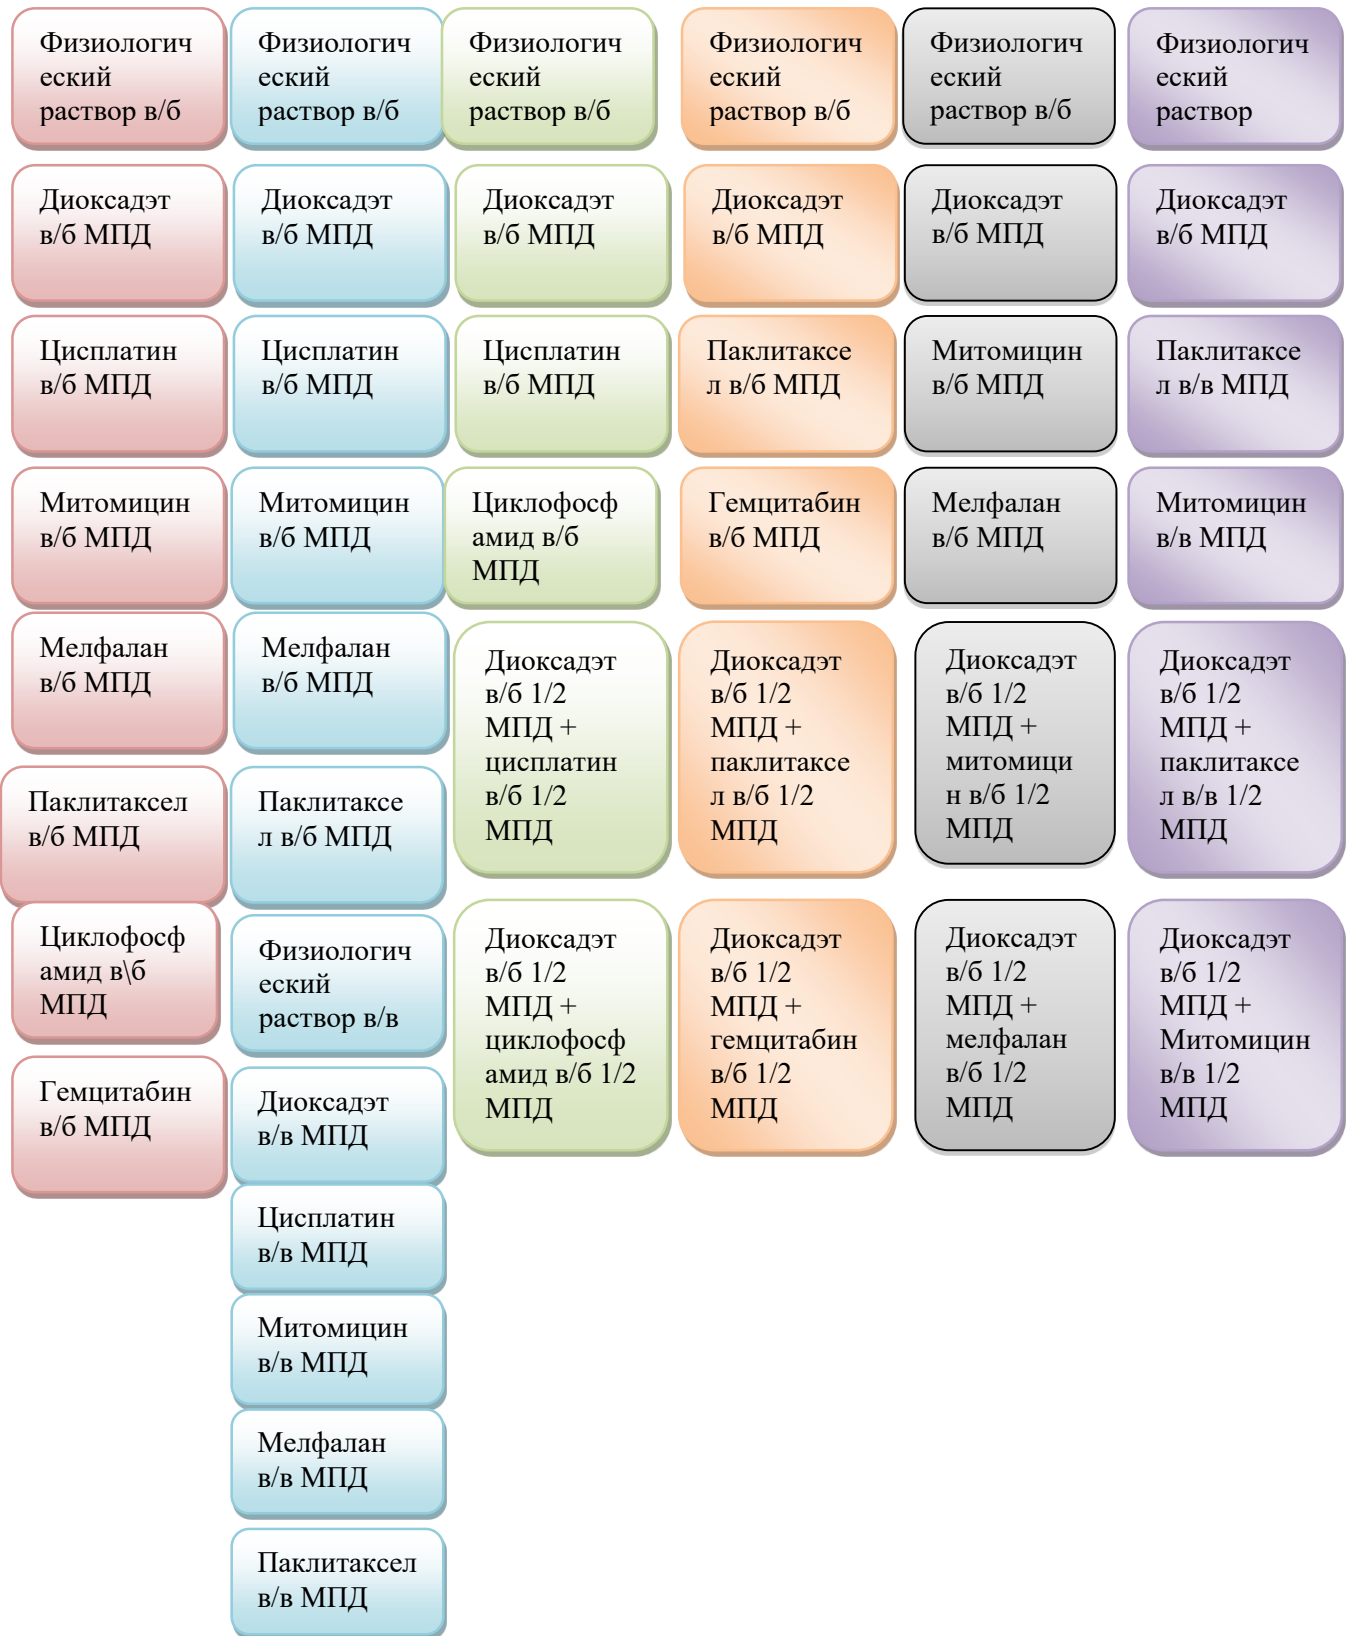 Физиологич
еский
раствор в/б
Диоксадэт
в/б МПД
Цисплатин
в/б МПД
Митомицин
в/б МПД
Мелфалан
в/б МПД
Паклитаксел
в/б МПД
Циклофосф
амид в\б
МПД
Гемцитабин
в/б МПД
Физиологич
еский
раствор в/б
Диоксадэт
в/б МПД
Цисплатин
в/б МПД
Митомицин
в/б МПД
Мелфалан
в/б МПД
Паклитаксе
л в/б МПД
Физиологич
еский
раствор в/в
Диоксадэт
в/в МПД
Цисплатин
в/в МПД
Митомицин
в/в МПД
Мелфалан
в/в МПД
Паклитаксел
в/в МПД
Физиологич
еский
раствор в/б
Диоксадэт
в/б МПД
Цисплатин
в/б МПД
Циклофосф
амид в/б
МПД
Диоксадэт
в/б 1/2
МПД +
цисплатин
в/б 1/2
МПД
Диоксадэт
в/б 1/2
МПД +
циклофосф
амид в/б 1/2
МПД
Физиологич
еский
раствор в/б
Диоксадэт
в/б МПД
Паклитаксе
л в/б МПД
Гемцитабин
в/б МПД
Диоксадэт
в/б 1/2
МПД +
паклитаксе
л в/б 1/2
МПД
Диоксадэт
в/б 1/2
МПД +
гемцитабин
в/б 1/2
МПД
Физиологич
еский
раствор в/б
Диоксадэт
в/б МПД
Митомицин
в/б МПД
Мелфалан
в/б МПД
Диоксадэт
в/б 1/2
МПД +
митомици
н в/б 1/2
МПД
Диоксадэт
в/б 1/2
МПД +
мелфалан
в/б 1/2
МПД
Физиологич
еский
раствор
Диоксадэт
в/б МПД
Паклитаксе
л в/в МПД
Митомицин
в/в МПД
Диоксадэт
в/б 1/2
МПД +
паклитаксе
л в/в 1/2
МПД
Диоксадэт
в/б 1/2
МПД +
Митомицин
в/в 1/2
МПД